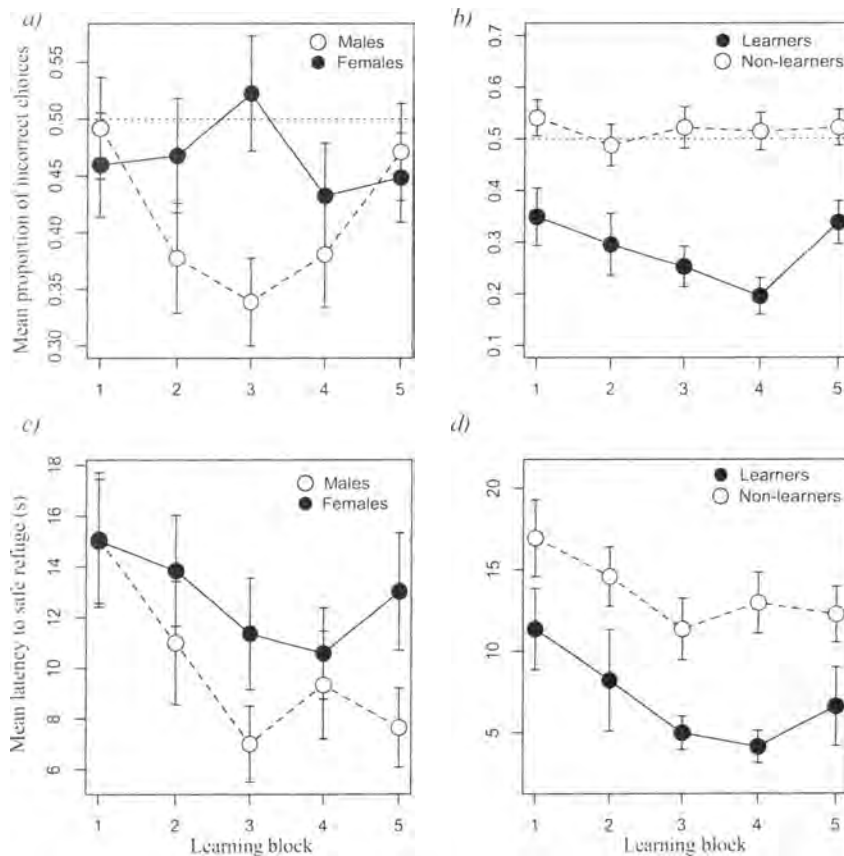 a)
Males
Females
Mean proportion of incorrect choices
0.30 0.35 0.40 0.45 0.50 0.55
1 2 3 4 5
b)
Learners
Non-learners
0.1 0.2 0.3 0.4 0.5 0.6 0.7
1 2 3 4 5
c)
Males
Females
Mean latency to safe refuge (s)
6 8 10 12 14 16 18
1 2 3 4 5
Learning block
d)
Learners
Non-learners
5 10 15 20
1 2 3 4 5
Learning block